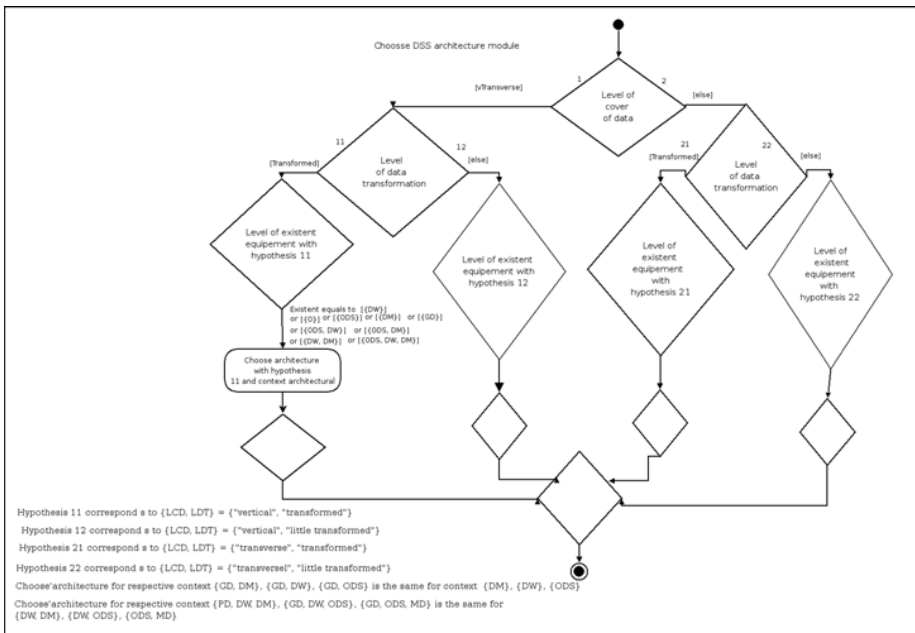 Choosse DSS architecture module
1
2
[vTransverse]
Level of
cover
of data
[else]
11
12
21
22
[Transformed]
Level
of data
transformation
[else]
[Transformed]
Level of data
transformation
[else]
Level of existent
equipement with
hypothesis 11
Level of existent
equipement with
hypothesis 12
Level of
existent
equipement
with
hypothesis 21
Level of
existent
equipement
with
hypothesis 22
Existent equals to [{DW}]
or [{O}] or [{ODS}] or [{DM}] or [{GD}]
or [{ODS, DW}] or [{ODS, DM}]
or [{DW, DM}] or [{ODS, DW, DM}]
Choose architecture
with hypothesis
11 and context architectural
Hypothesis 11 correspond s to {LCD, LDT} = {"vertical", "transformed"}
Hypothesis 12 correspond s to {LCD, LDT} = {"vertical", "little transformed"}
Hypothesis 21 correspond s to {LCD, LDT} = {"transverse", "transformed"}
Hypothesis 22 correspond s to {LCD, LDT} = {"transversel", "little transformed"}
Choose'architecture for respective context {GD, DM}, {GD, DW}, {GD, ODS} is the same for context {DM}, {DW}, {ODS}
Choose'architecture for respective context {PD, DW, DM}, {GD, DW, ODS}, {GD, ODS, MD} is the same for
{DW, DM}, {DW, ODS}, {ODS, MD}